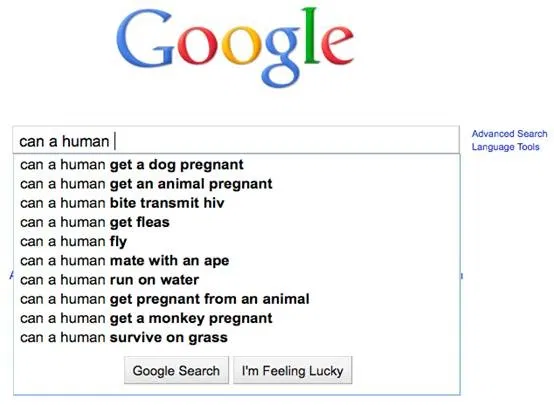 Google
can a human
Advanced Search
Language Tools
can a human get a dog pregnant
can a human get an animal pregnant
can a human bite transmit hiv
can a human get fleas
can a human fly
can a human mate with an ape
can a human run on water
can a human get pregnant from an animal
can a human get a monkey pregnant
can a human survive on grass
Google Search
I'm Feeling Lucky